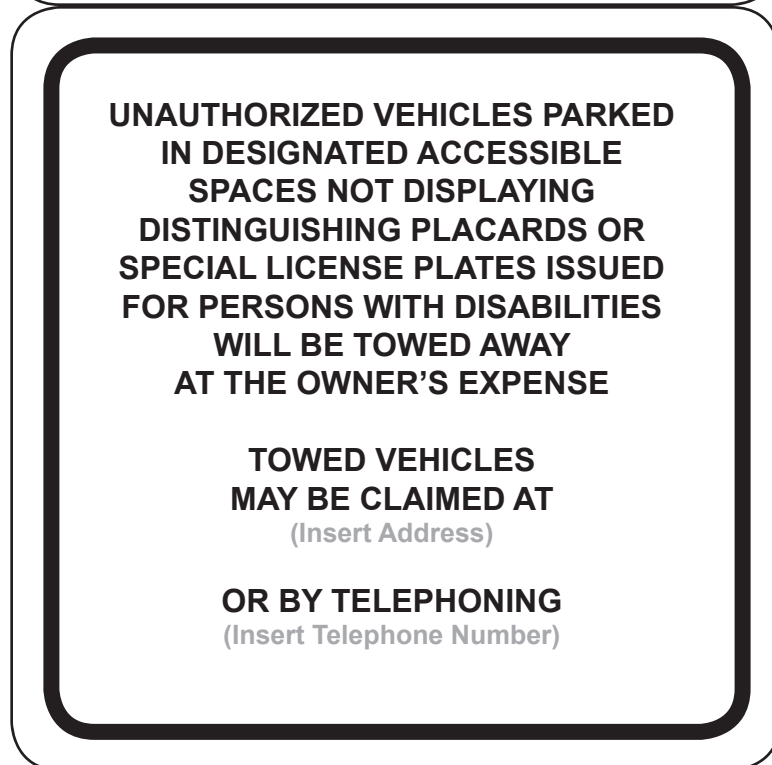 UNAUTHORIZED VEHICLES PARKED
IN DESIGNATED ACCESSIBLE
SPACES NOT DISPLAYING
DISTINGUISHING PLACARDS OR
SPECIAL LICENSE PLATES ISSUED
FOR PERSONS WITH DISABILITIES
WILL BE TOWED AWAY
AT THE OWNER’S EXPENSE
TOWED VEHICLES
MAY BE CLAIMED AT
(Insert Address)
OR BY TELEPHONING
(Insert Telephone Number)